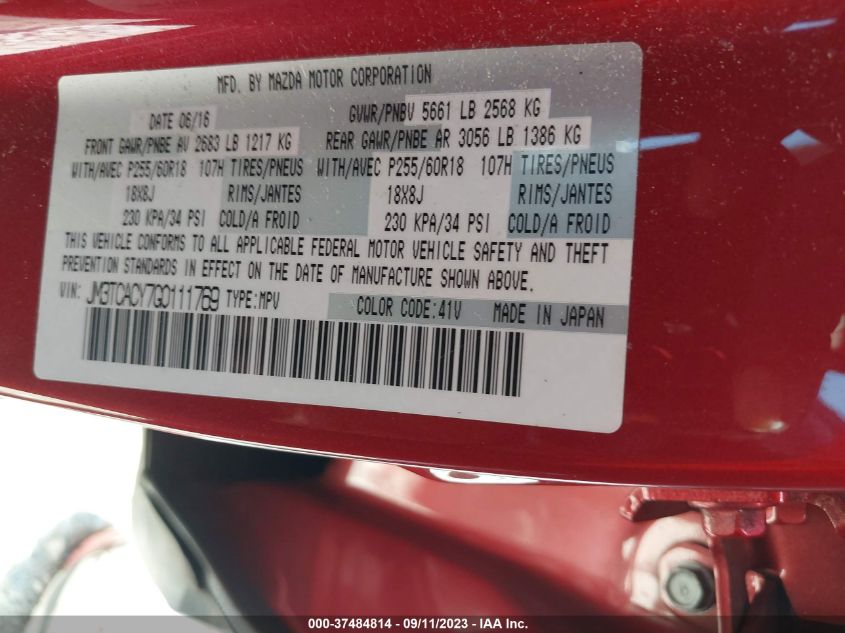 MFD. BY MAZDA MOTOR CORPORATION
DATE 06/16 GVWR/PNBV 5661 LB 2568 KG
FRONT GAWR/PNBE AV 2683 LB 1217 KG REAR GAWR/PNBE AR 3056 LB 1386 KG
WITH/AVEC P255/60R18 107H TIRES/PNEUS WITH/AVEC P255/60R18 107H TIRES/PNEUS
18X8J RIMS/JANTES 18X8J RIMS/JANTES
230 KPA/34 PSI COLD/A FROID 230 KPA/34 PSI COLD/A FROID
THIS VEHICLE CONFORMS TO ALL APPLICABLE FEDERAL MOTOR VEHICLE SAFETY AND THEFT
PREVENTION STANDARDS IN EFFECT ON THE DATE OF MANUFACTURE SHOWN ABOVE.
VIN: JM3TCACY7G0111769 TYPE:MPV COLOR CODE:41V MADE IN JAPAN
000-37484814 - 09/11/2023 - IAA Inc.